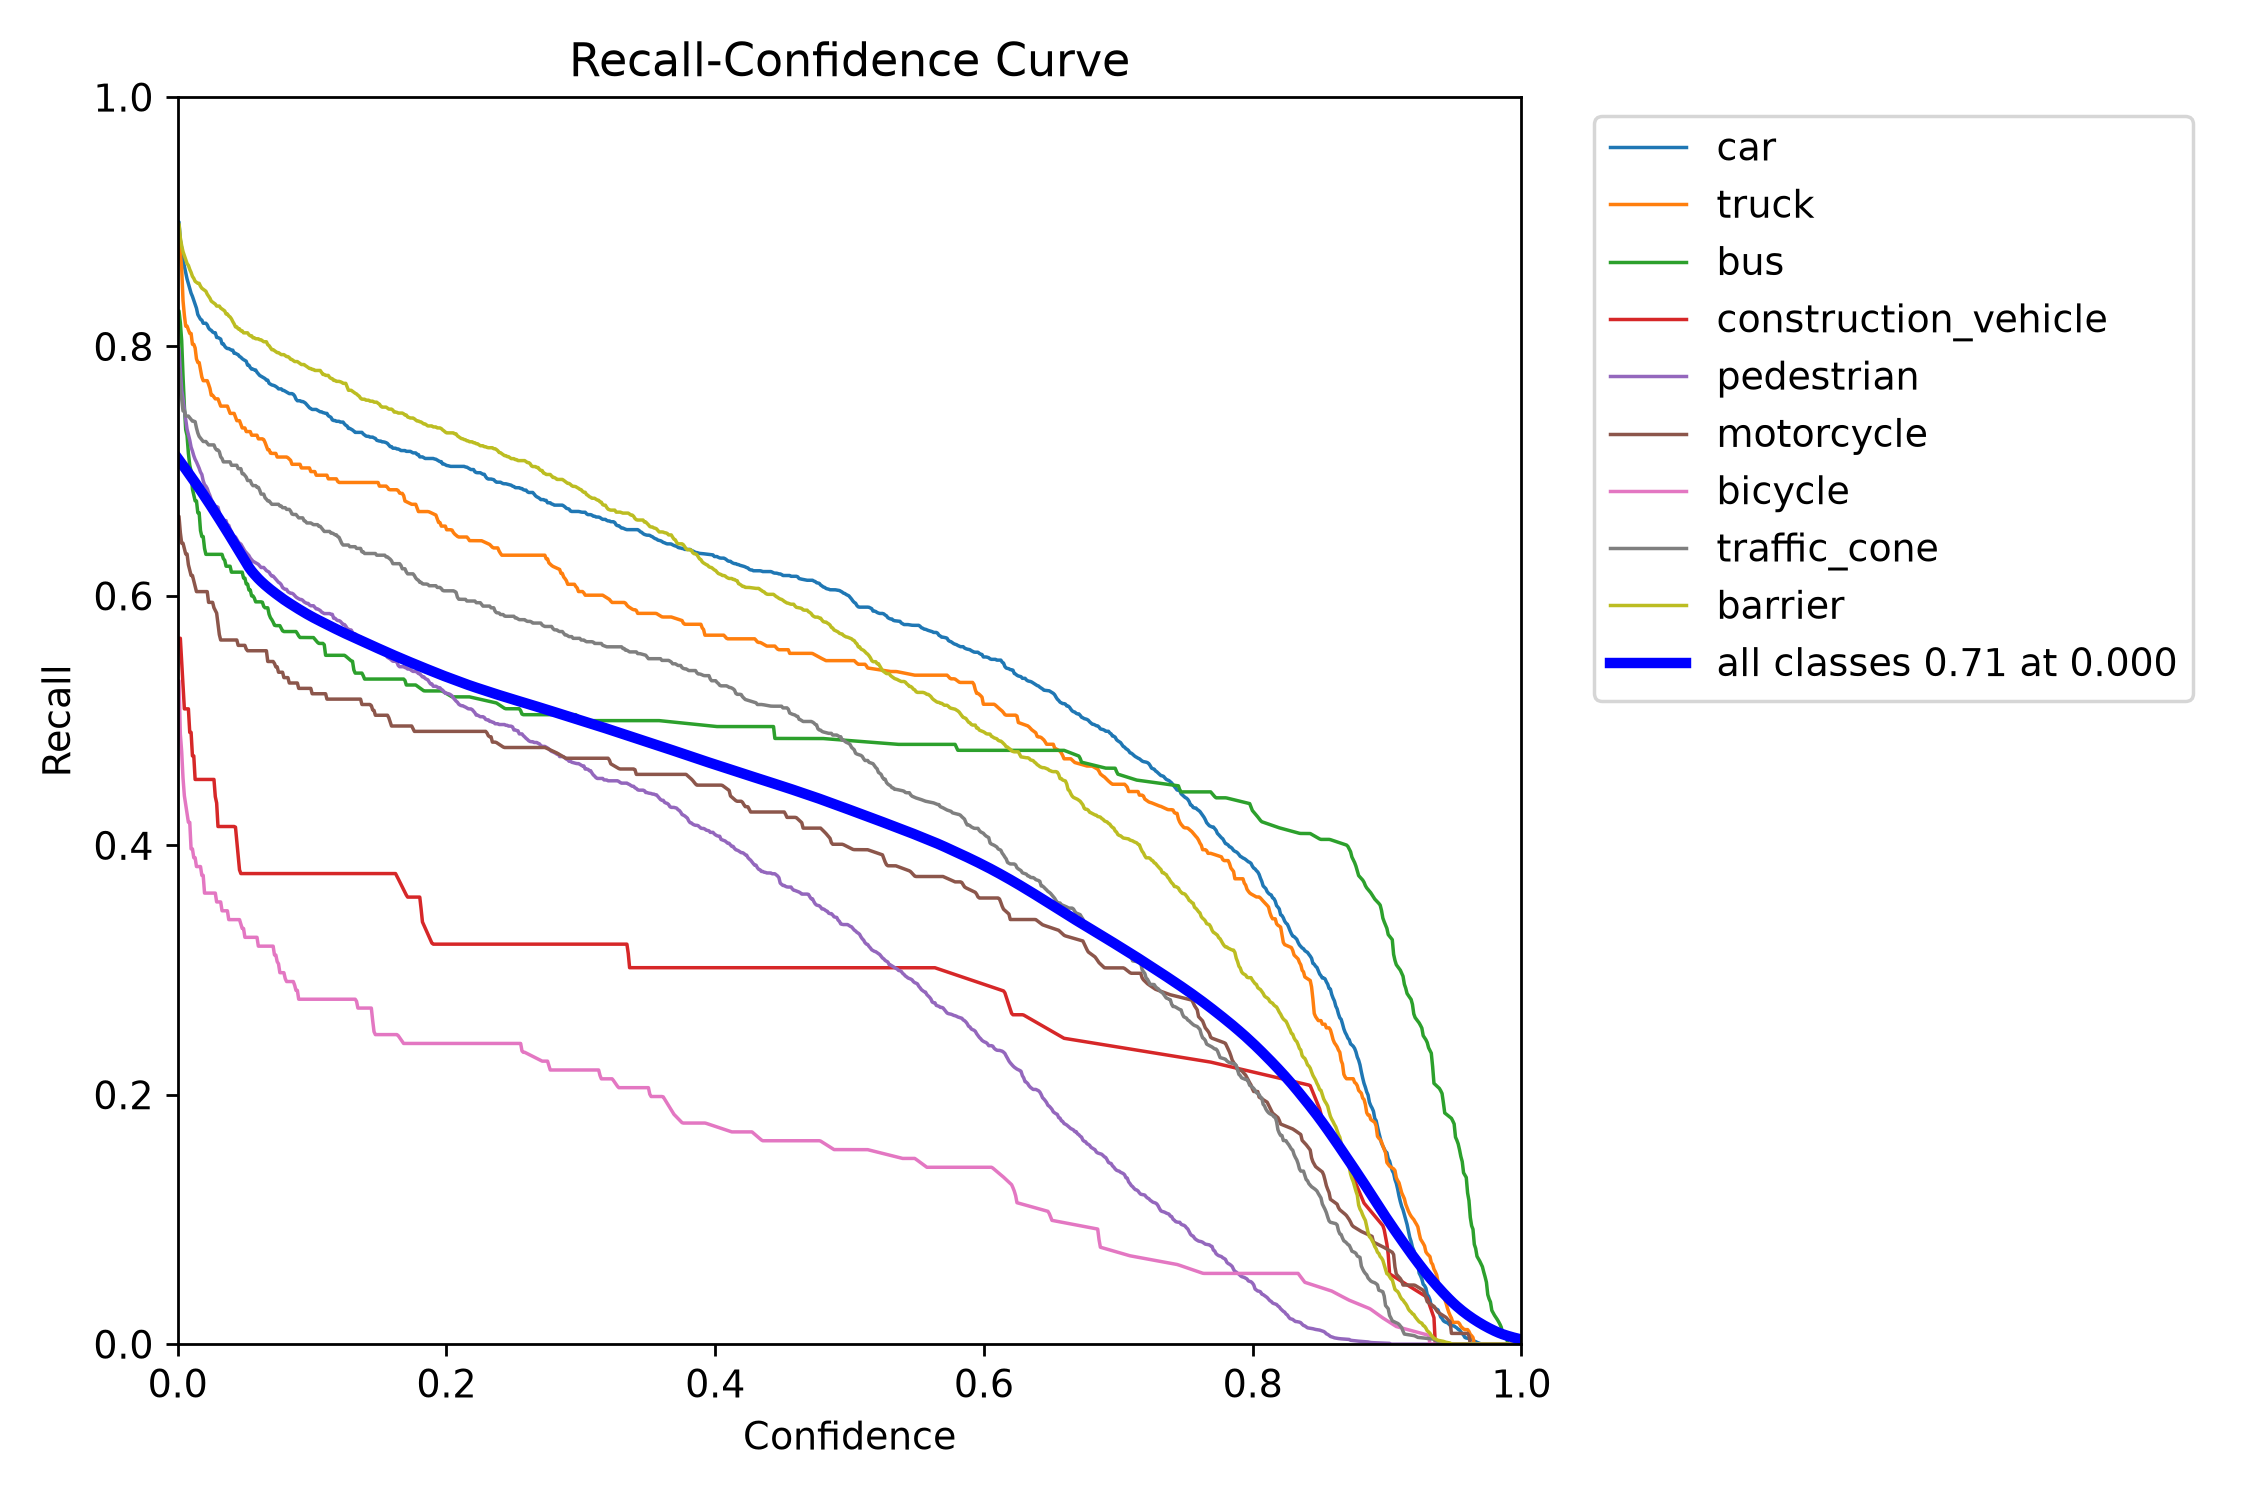 Recall-Confidence Curve
1.0
0.8
0.6
0.4
0.2
0.0
Recall
0.0 0.2 0.4 0.6 0.8 1.0
Confidence
car
truck
bus
construction_vehicle
pedestrian
motorcycle
bicycle
traffic_cone
barrier
all classes 0.71 at 0.000